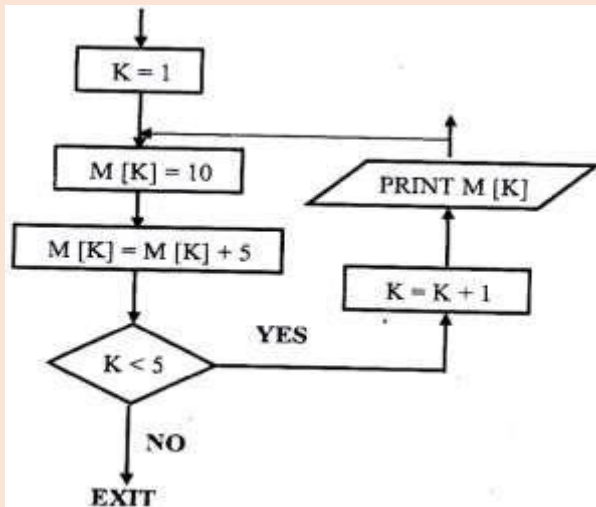 K = 1
M [K] = 10
M [K] = M [K] + 5
K < 5
YES
K = K + 1
PRINT M [K]
NO
EXIT